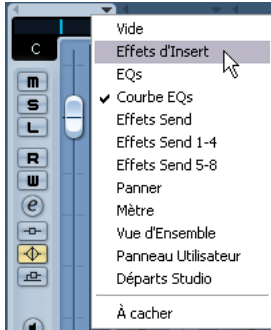 C
m
S
L
R
W
e
Vide
Effets d'Insert
EQs
Courbe EQs
Effets Send
Effets Send 1-4
Effets Send 5-8
Panner
Mètre
Vue d'Ensemble
Panneau Utilisateur
Départs Studio
À cacher